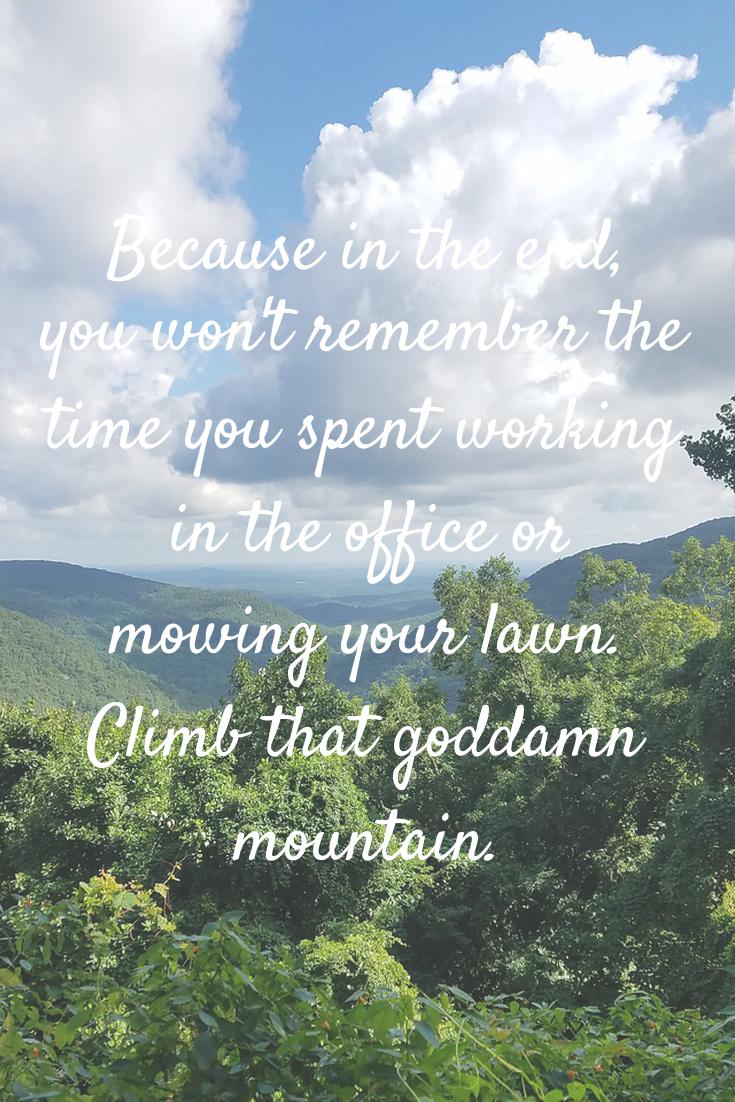 Because in the end,
you won't remember the
time you spent working
in the office or
mowing your lawn.
Climb that goddamn
mountain.